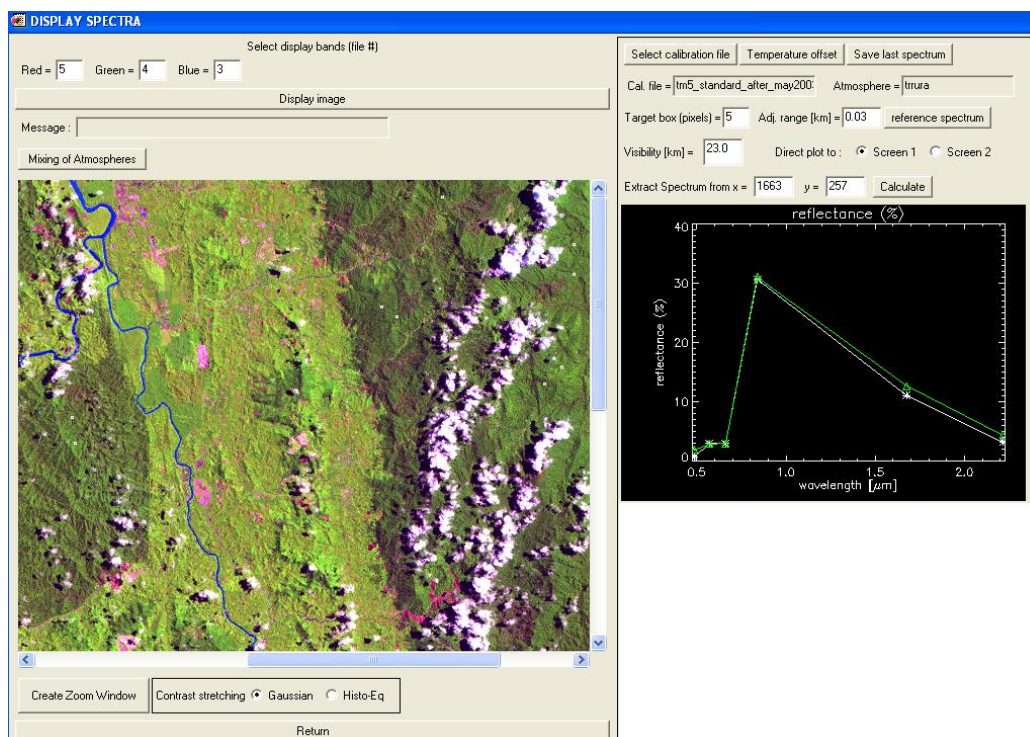 DISPLAY SPECTRA
Select display bands (file #)
Red = 5 Green = 4 Blue = 3
Display image
Message :
Mixing of Atmospheres
Create Zoom Window Contrast stretching Gaussian Histo-Eq
Return
Select calibration file Temperature offset Save last spectrum
Cal. file = tm5_standard_after_may200 Atmosphere = trrura
Target box (pixels) = 5 Adj. range [km] = 0.03 reference spectrum
Visibility [km] = 23.0 Direct plot to : Screen 1 Screen 2
Extract Spectrum from x = 1663 y = 257 Calculate
reflectance (%)
40
30
20
10
0
reflectance (%)
0.5 1.0 1.5 2.0
wavelength [μm]